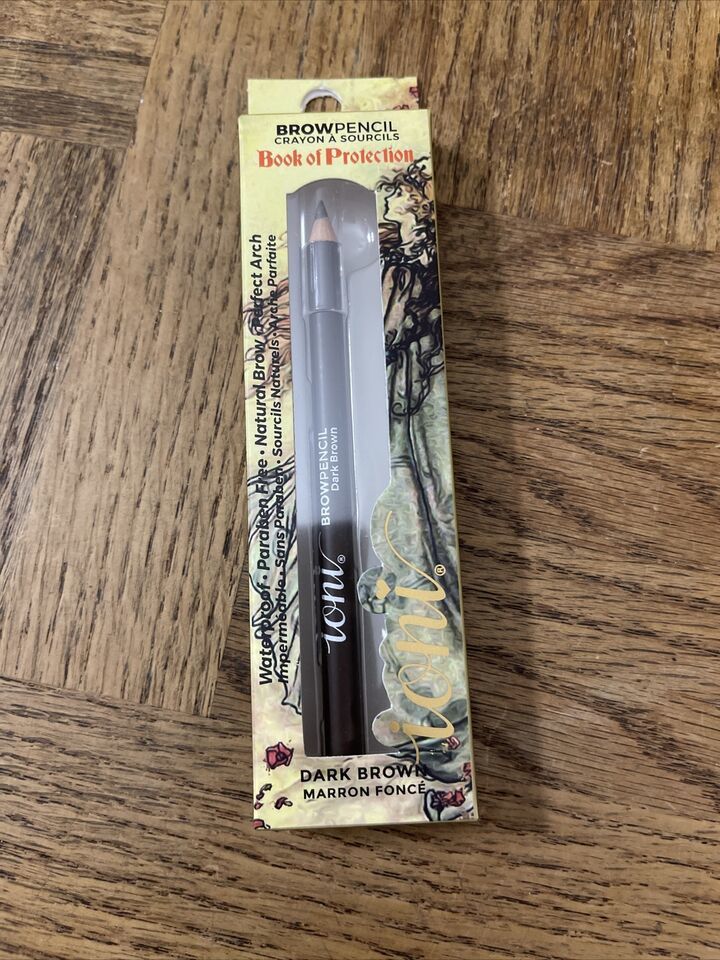 BROWPENCIL
CRAYON À SOURCILS
Book of Protection
Waterproof • Paraben Free • Natural Brow • Perfect Arch
Imperméable • Sans Paraben • Sourcils Naturels • Arche Parfaite
BROWPENCIL
Dark Brown
ioni®
ioni®
DARK BROWN
MARRON FONCÉ